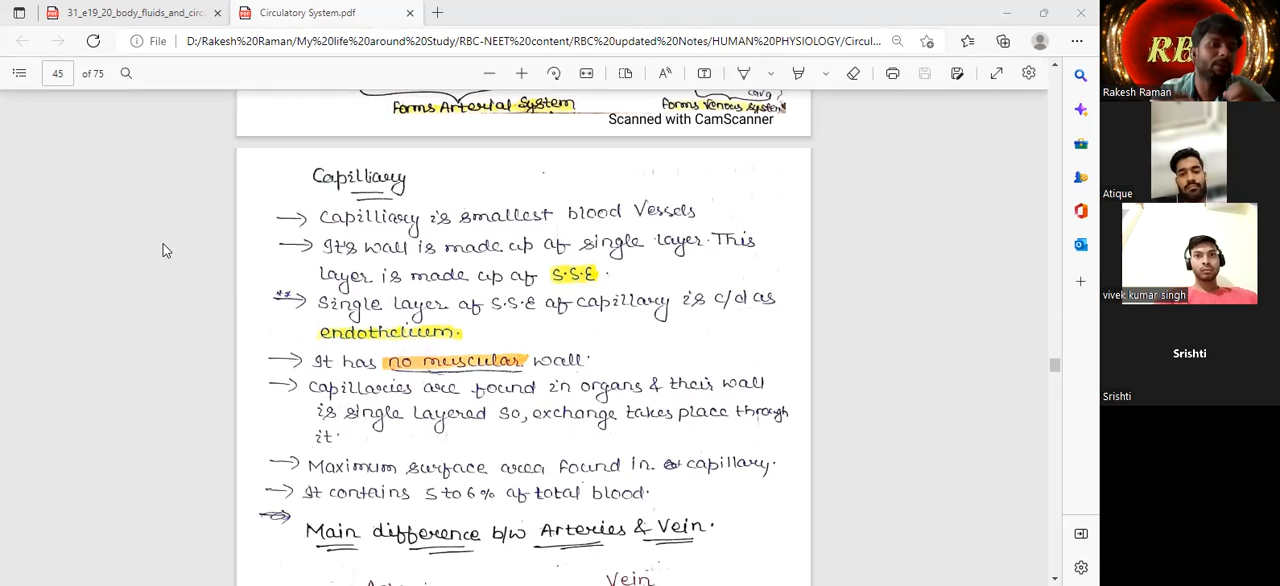 31_e19_20_body_fluids_and_circ
Circulatory System.pdf
File
D:/Rakesh%20Raman/My%20life%20around%20Study/RBC-NEET%20content/RBC%20updated%20Notes/HUMAN%20PHYSIOLOGY/Circul...
45 of 75
Forms Arterial System
Forms Venous System
Scanned with CamScanner
Capilliary
→ Capilliary is smallest blood Vessels
→ It's wall is made up of single layer. This
layer is made up of S.S.E.
** → Single layer of S.S.E of capillary is c/d as
endothelium.
→ It has no muscular wall.
→ Capillaries are found in organs & their wall
is single layered so, exchange takes place through
it.
→ Maximum surface area found in capillary.
→ It contains 5 to 6% of total blood.
Main difference b/w Arteries & Vein.
Vein
RB
Rakesh Raman
Atique
vivek kumar singh
Srishti
Srishti